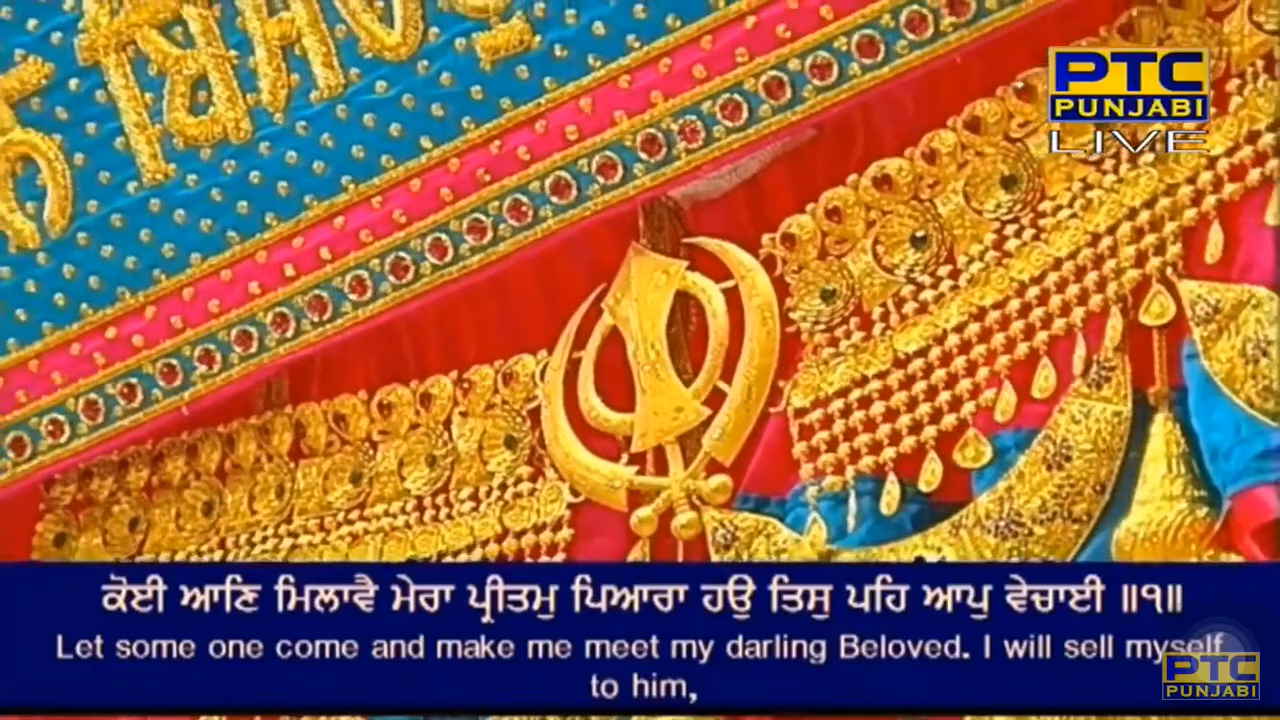 PTC
PUNJABI
LIVE
ਕੋਈ ਆਣਿ ਮਿਲਾਵੈ ਮੇਰਾ ਪ੍ਰੀਤਮੁ ਪਿਆਰਾ ਹਉ ਤਿਸੁ ਪਹਿ ਆਪੁ ਵੇਚਾਈ ॥੧॥
Let some one come and make me meet my darling Beloved. I will sell myself
to him,
PTC
PUNJABI